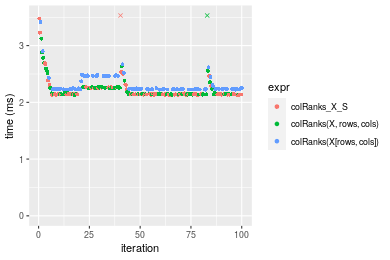 time (ms)
3
2
1
0
0
25
50
75
100
iteration
expr
colRanks_X_S
colRanks(X, rows, cols)
colRanks(X[rows, cols])